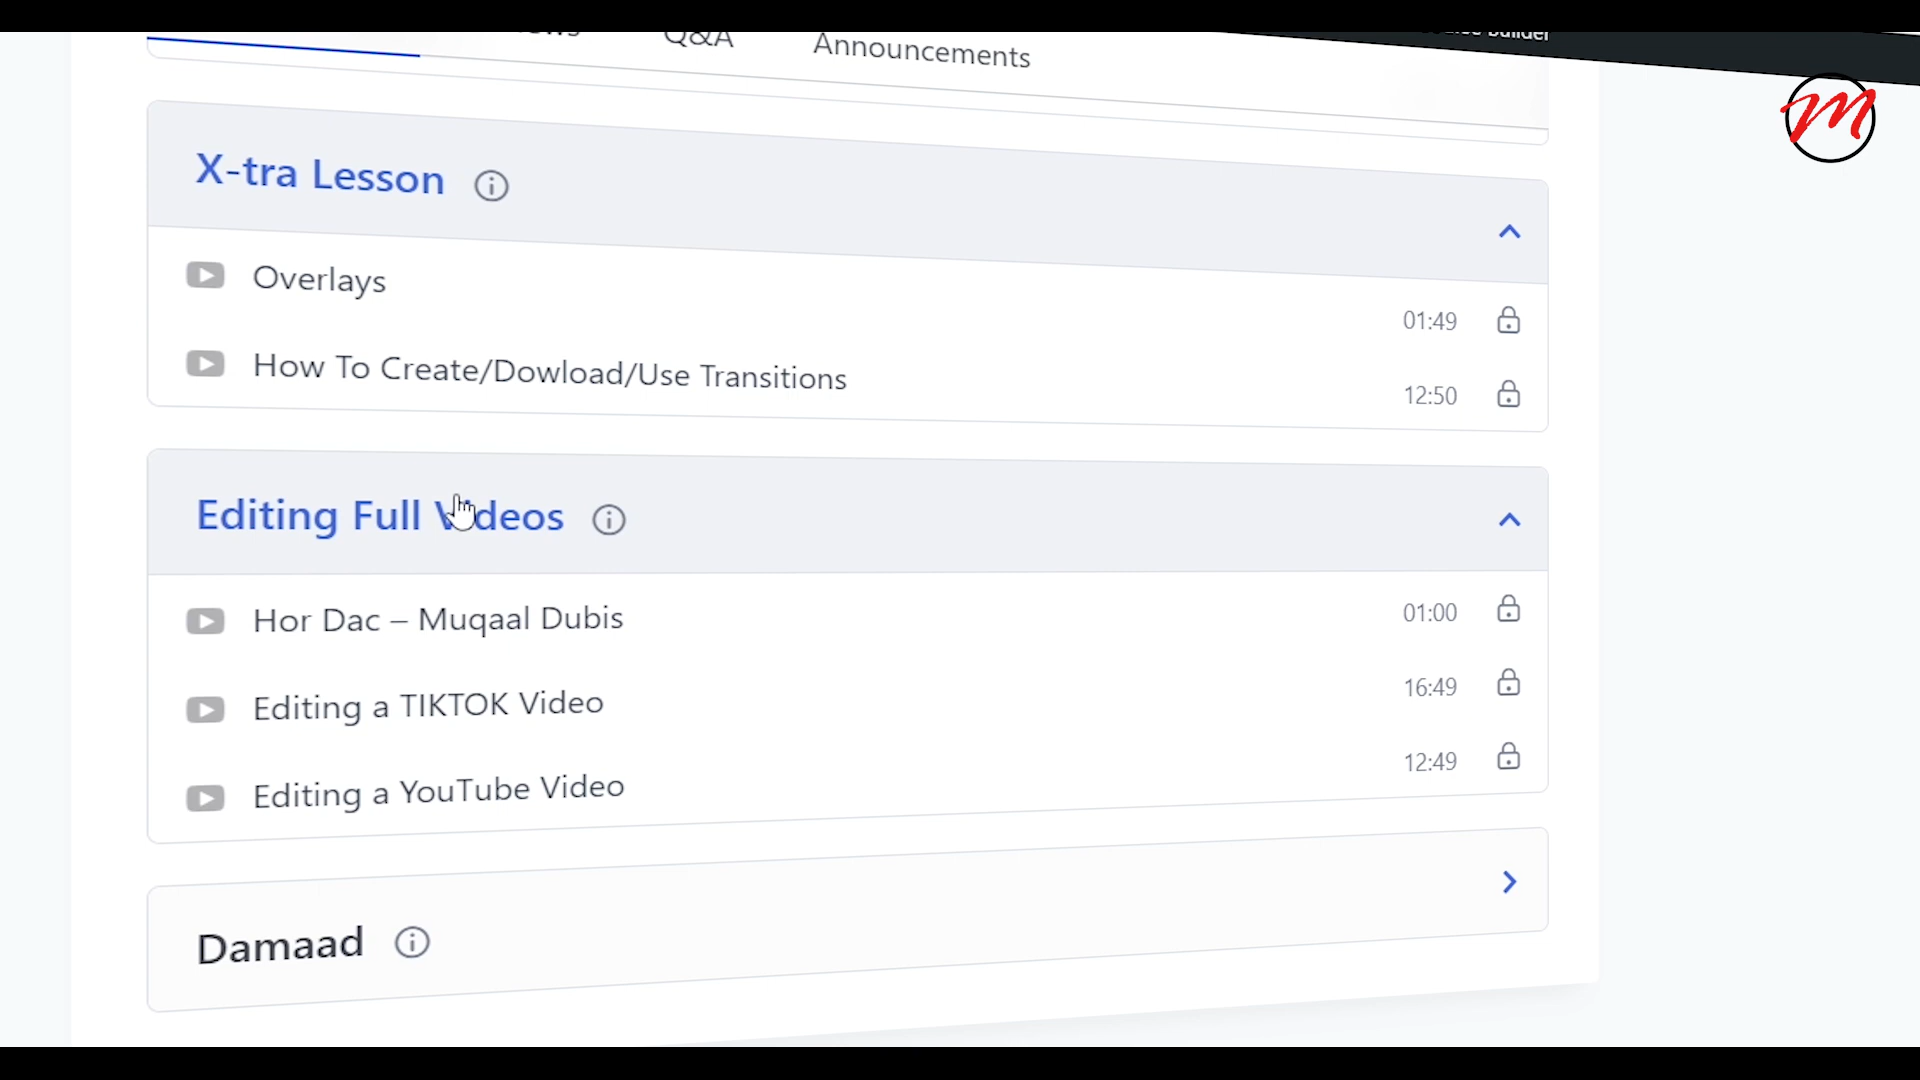 Q&A
Announcements
builder
X-tra Lesson
Overlays
01:49
How To Create/Dowload/Use Transitions
12:50
Editing Full Videos
Hor Dac – Muqaal Dubis
01:00
Editing a TIKTOK Video
16:49
Editing a YouTube Video
12:49
Damaad
M